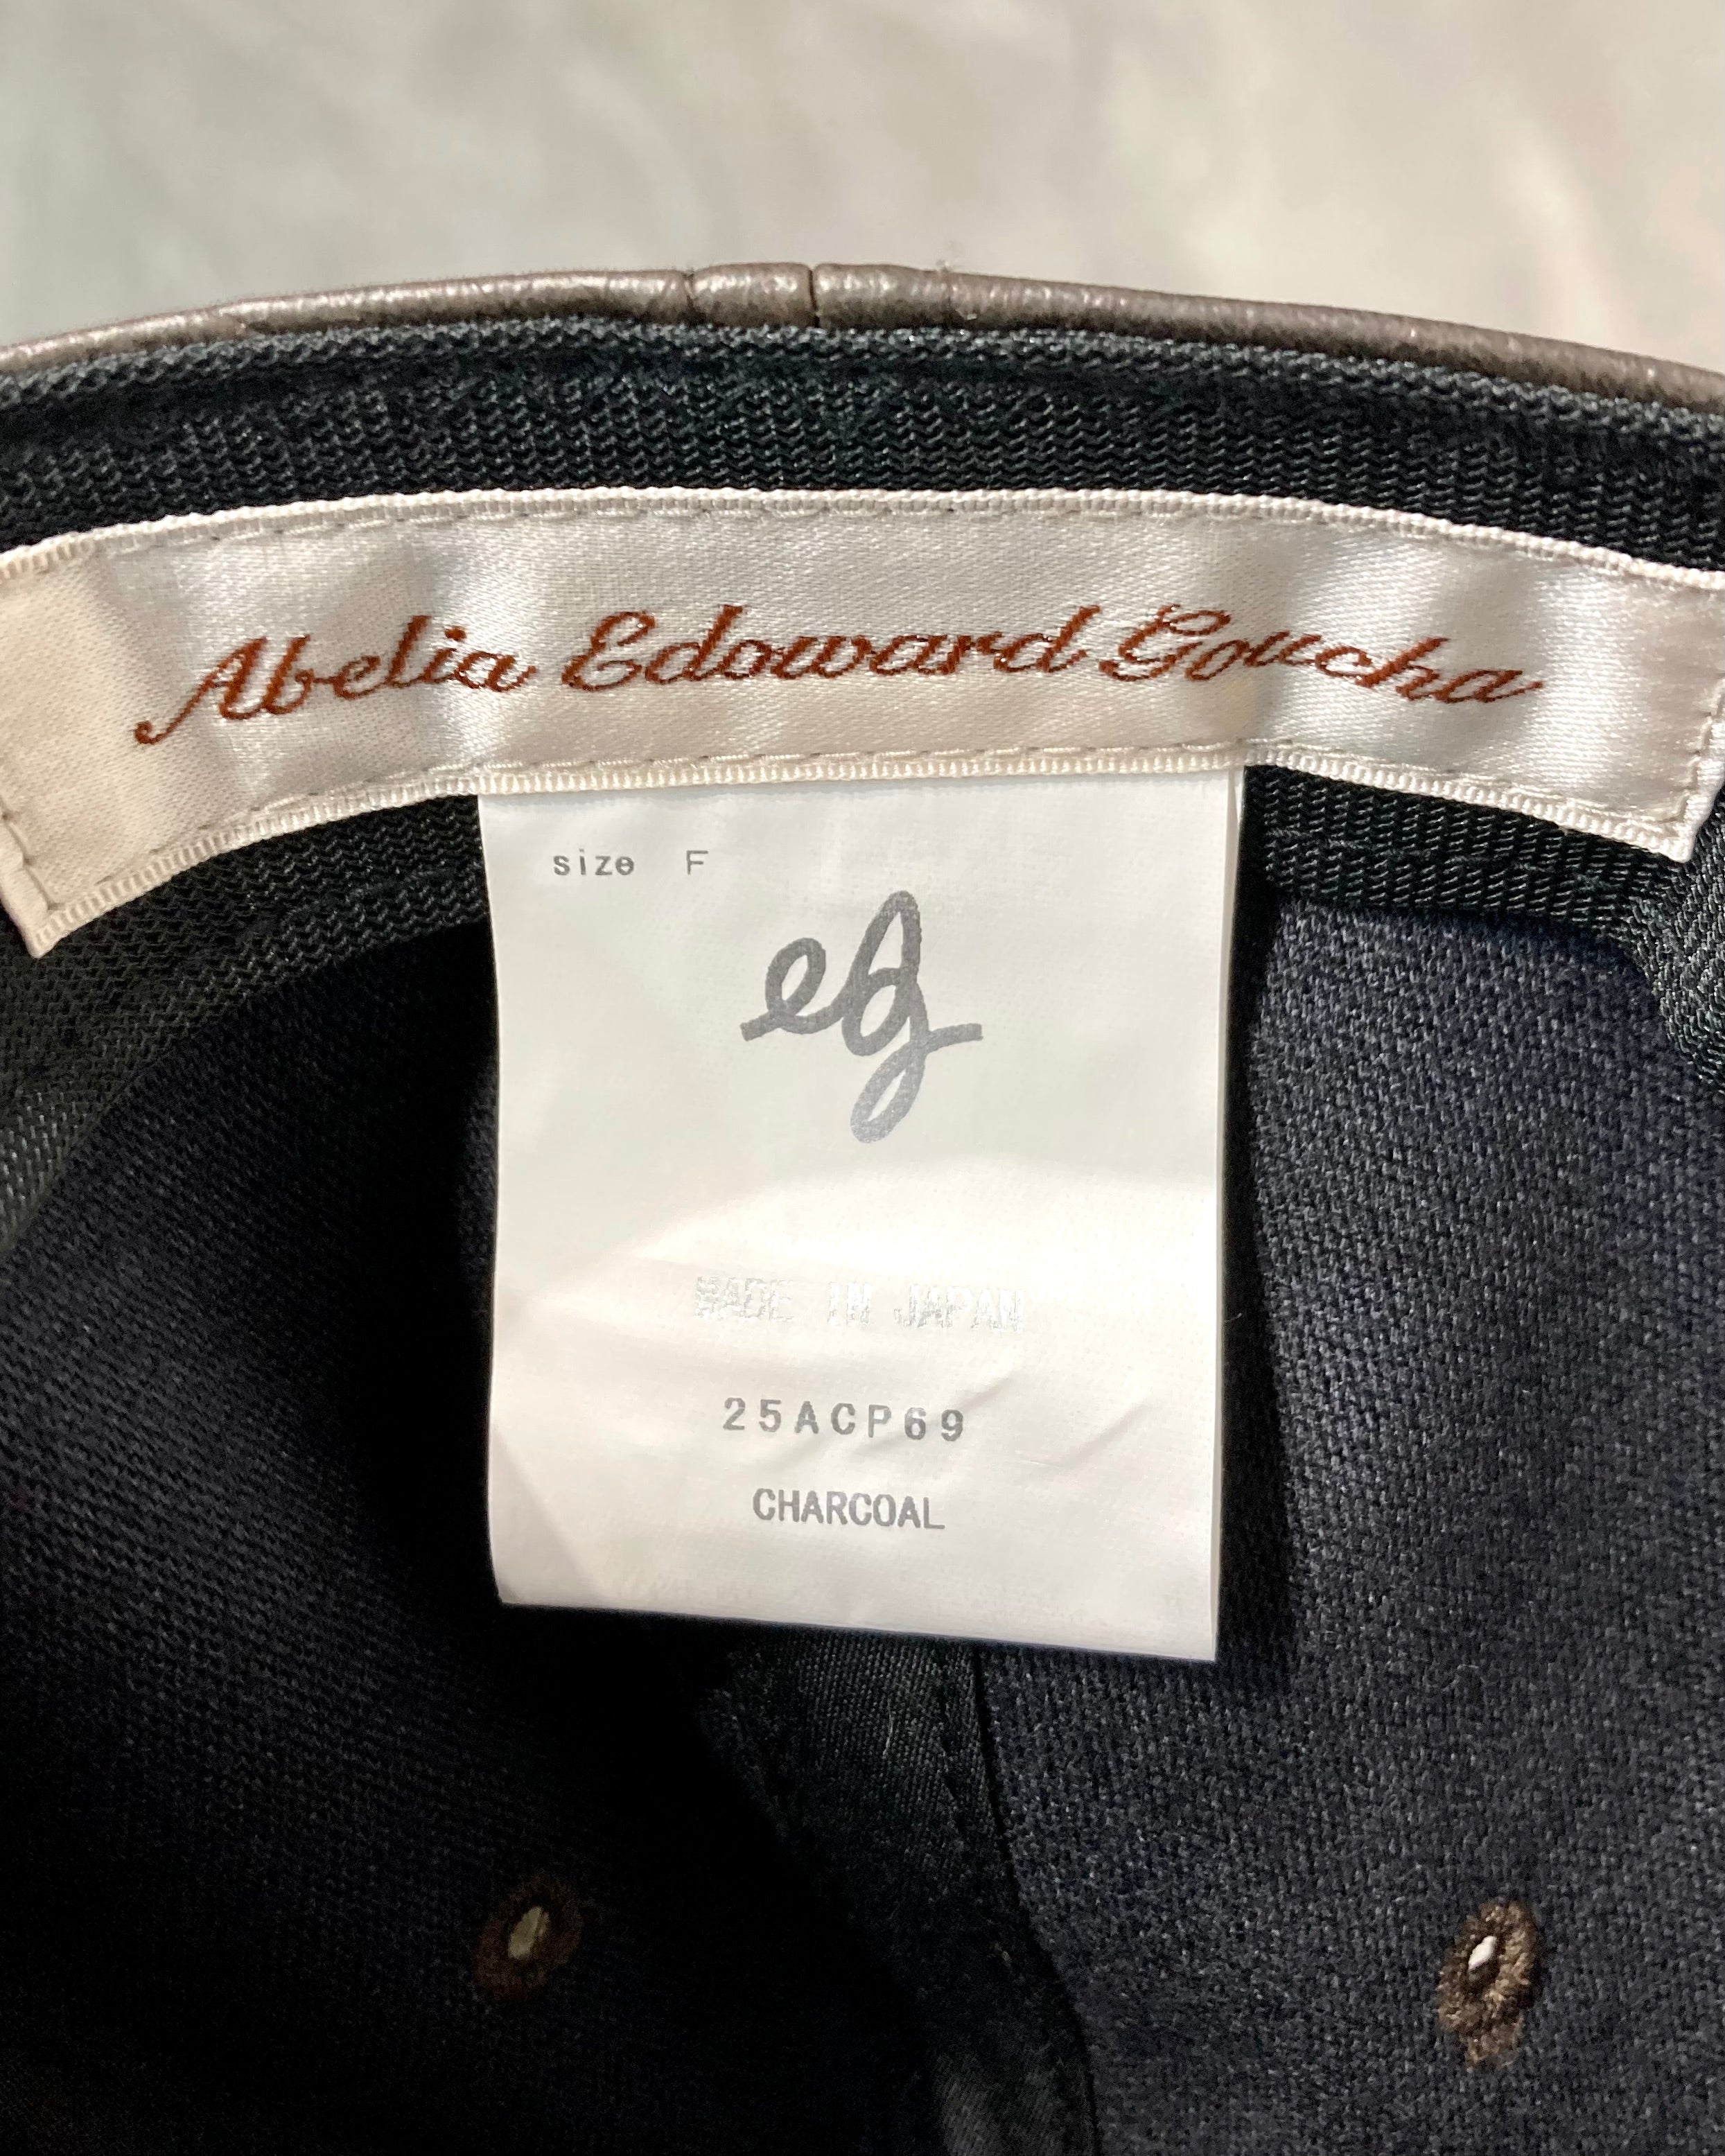 Abelia Edoward Goucha
size F
eg
MADE IN JAPAN
25ACP69
CHARCOAL